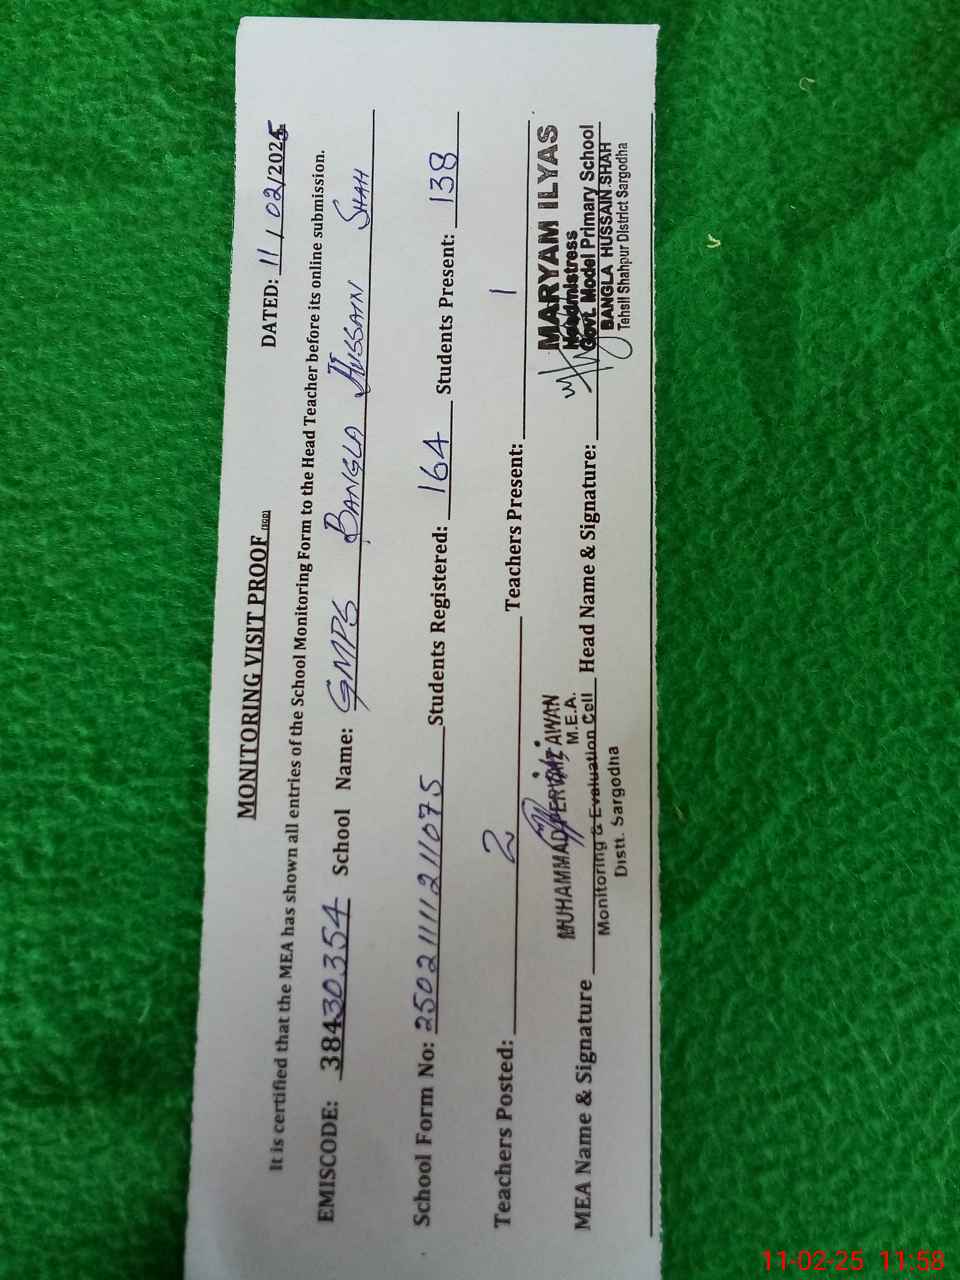 MONITORING VISIT PROOF
DATED: 11/02/2025
It is certified that the MEA has shown all entries of the School Monitoring Form to the Head Teacher before its online submission.
EMISCODE: 38430354 School Name: GMPS BANGLA HUSSAIN SHAH
School Form No: 250211111211075 Students Registered: 164 Students Present: 138
Teachers Posted: 2 Teachers Present: 1
MEA Name & Signature MUHAMMAD PERVAIZ AWAN
M.E.A.
Monitoring & Evaluation Cell
Distt. Sargodha
Head Name & Signature: MARYAM ILYAS
Headmistress
Govt. Model Primary School
BANGLA HUSSAIN SHAH
Tehsil Shahpur District Sargodha
11-02-25 11:58